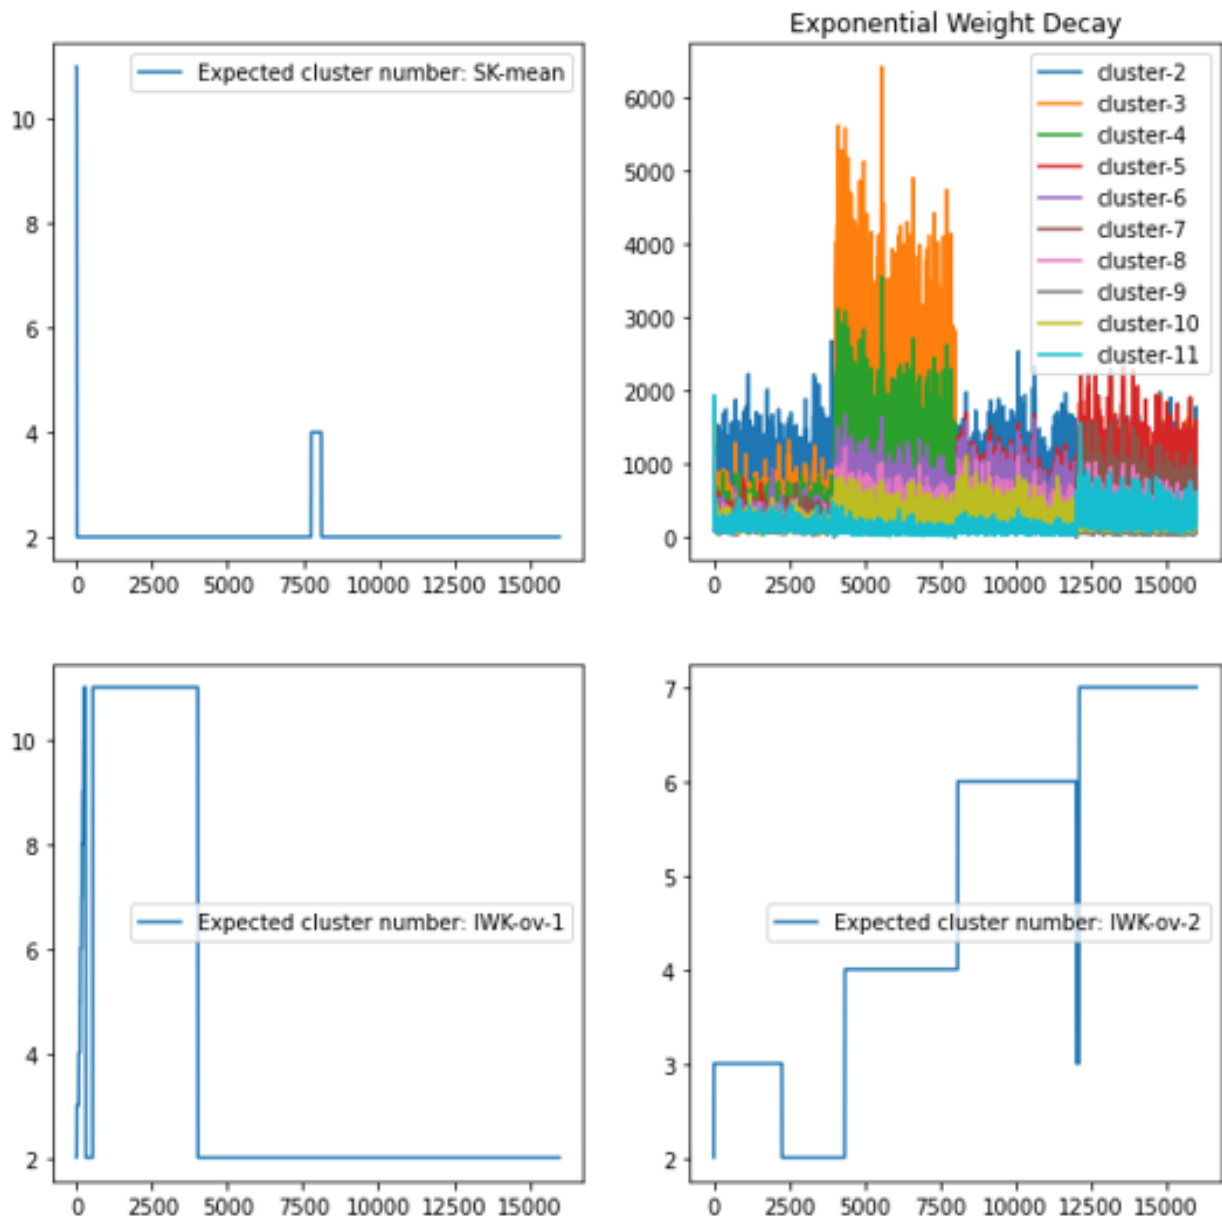 Exponential Weight Decay
Expected cluster number: SK-mean
10
8
6
4
2
0 2500 5000 7500 10000 12500 15000
cluster-2
cluster-3
cluster-4
cluster-5
cluster-6
cluster-7
cluster-8
cluster-9
cluster-10
cluster-11
6000
5000
4000
3000
2000
1000
0
0 2500 5000 7500 10000 12500 15000
Expected cluster number: IWK-ov-1
10
8
6
4
2
0 2500 5000 7500 10000 12500 15000
Expected cluster number: IWK-ov-2
7
6
5
4
3
2
0 2500 5000 7500 10000 12500 15000